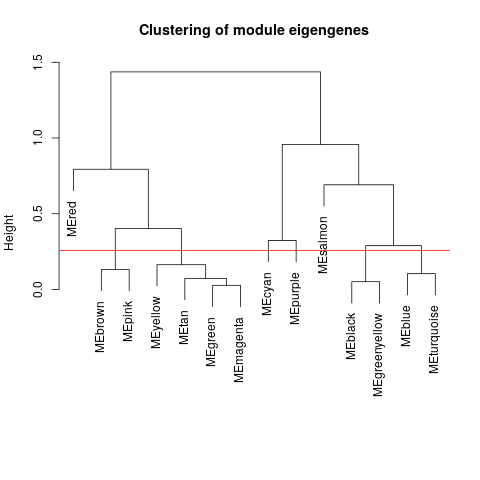 Clustering of module eigengenes
Height
1.5
1.0
0.5
0.0
MEred
MEbrown
MEpink
MEyellow
MEtan
MEgreen
MEmagenta
MEcyan
MEpurple
MEsalmon
MEblack
MEgreenyellow
MEblue
MEturquoise